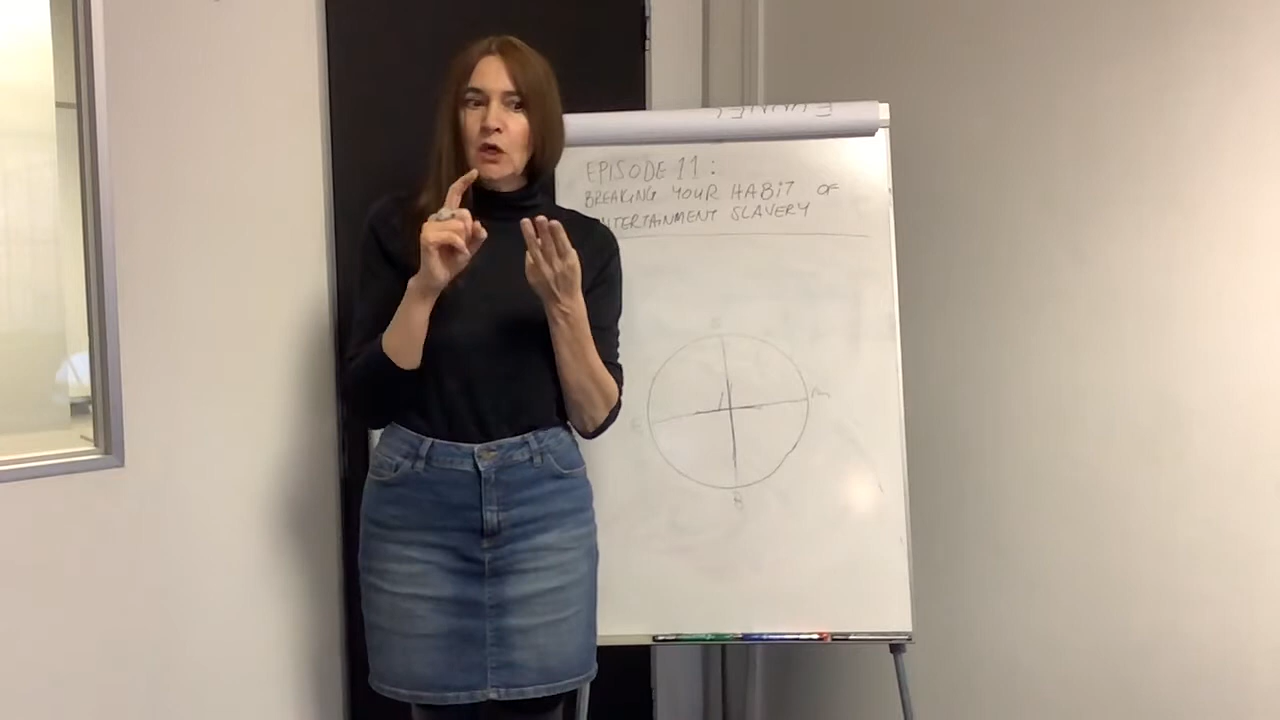 EPISODE 11 :
BREAKING YOUR HABIT OF
ENTERTAINMENT SLAVERY
E
B